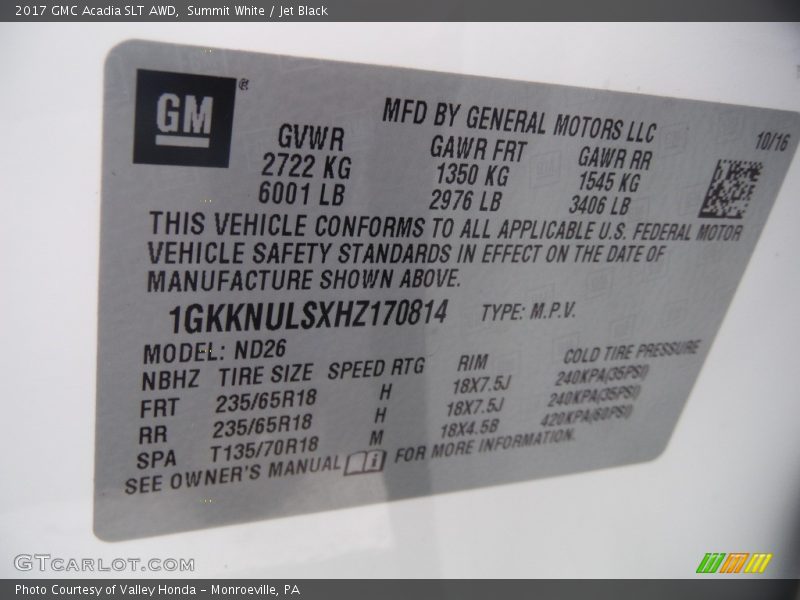 2017 GMC Acadia SLT AWD,  Summit White / Jet Black
GM®
MFD BY GENERAL MOTORS LLC
10/16
GVWR GAWR FRT GAWR RR
2722 KG 1350 KG 1545 KG
6001 LB 2976 LB 3406 LB
THIS VEHICLE CONFORMS TO ALL APPLICABLE U.S. FEDERAL MOTOR
VEHICLE SAFETY STANDARDS IN EFFECT ON THE DATE OF
MANUFACTURE SHOWN ABOVE.
1GKKNULSXHZ170814 TYPE: M.P.V.
MODEL: ND26
NBHZ TIRE SIZE SPEED RTG RIM COLD TIRE PRESSURE
FRT 235/65R18 H 18X7.5J 240KPA(35PSI)
RR 235/65R18 H 18X7.5J 240KPA(35PSI)
SPA T135/70R18 M 18X4.5B 420KPA(60PSI)
SEE OWNER'S MANUAL i FOR MORE INFORMATION.
GTCARLOT.COM
Photo Courtesy of Valley Honda – Monroeville, PA